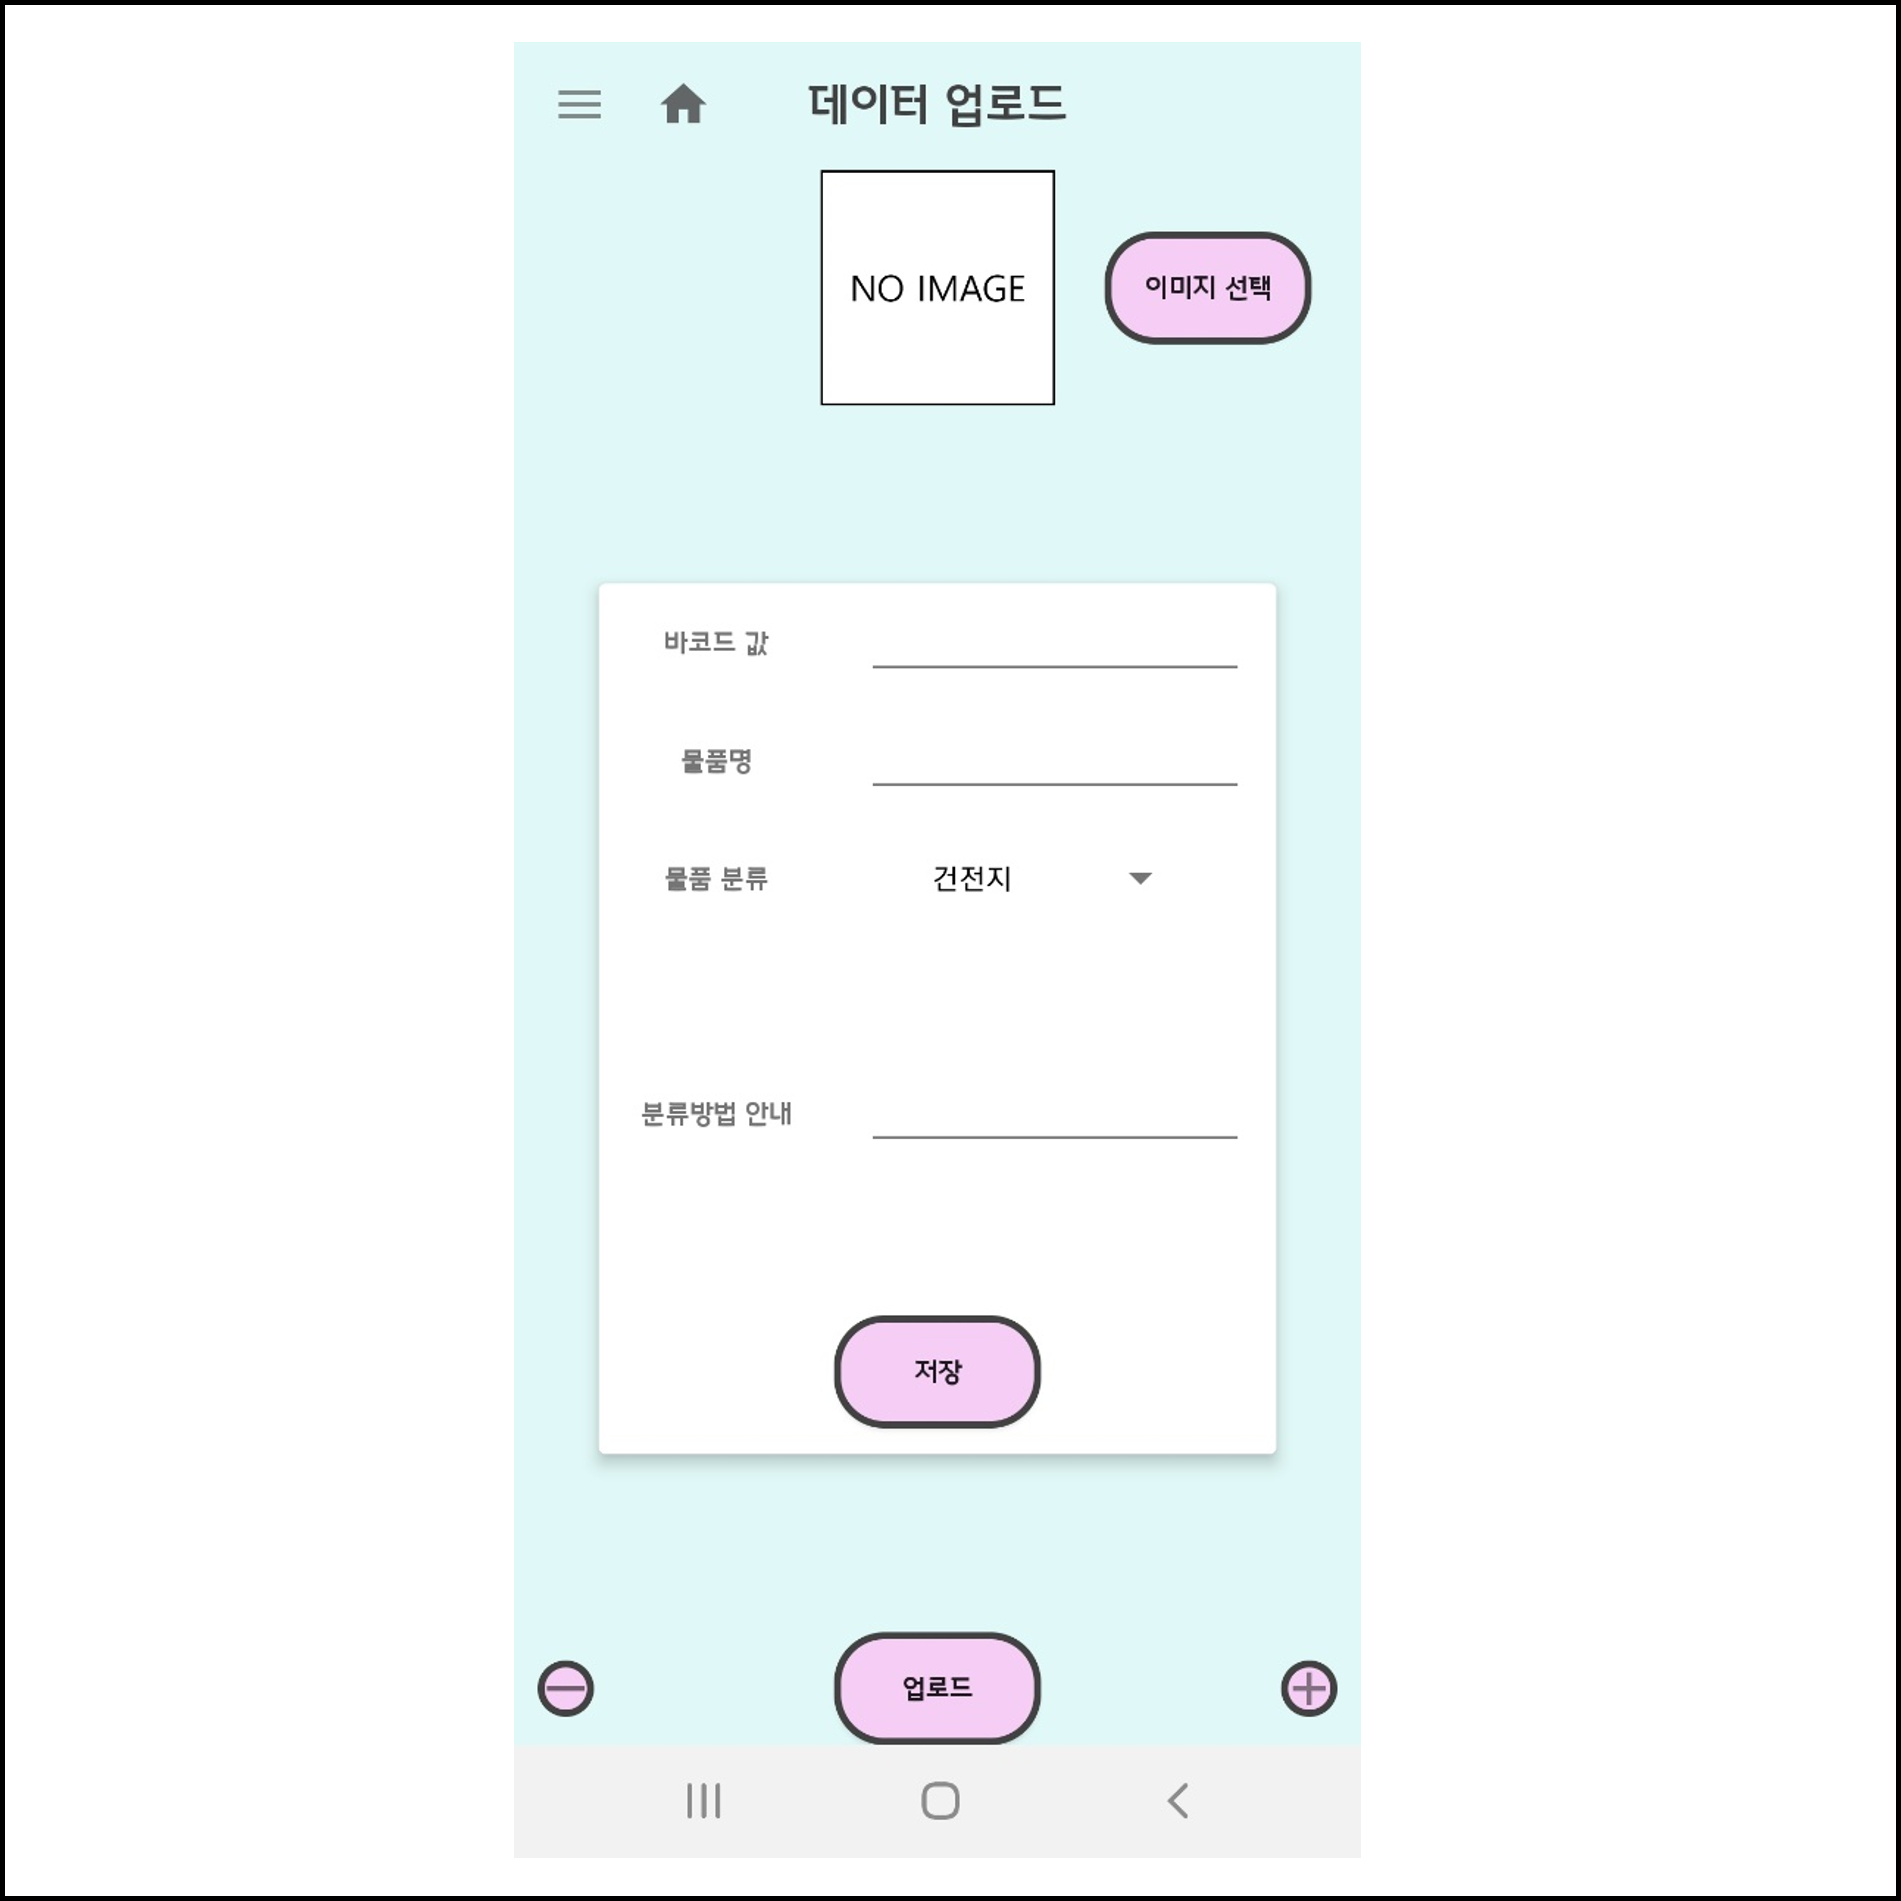 데이터 업로드
NO IMAGE
이미지 선택
바코드 값
물품명
물품 분류
건전지
분류방법 안내
저장
업로드